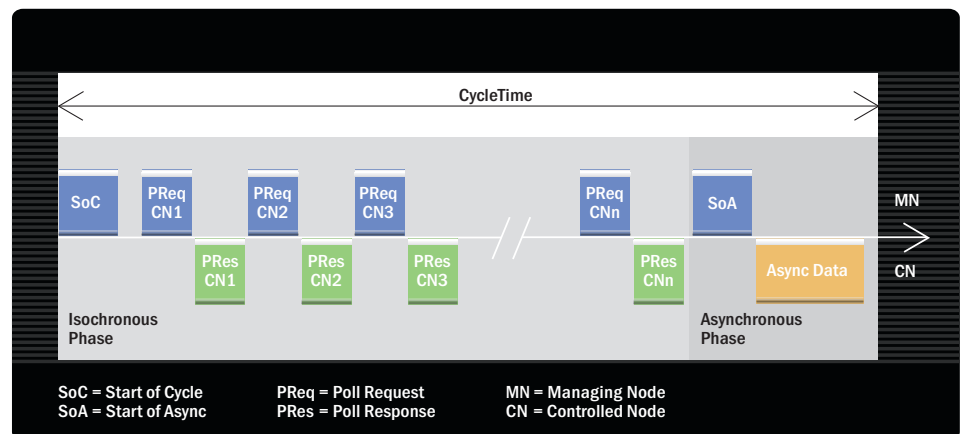 CycleTime
SoC
PReq
CN1
PReq
CN2
PReq
CN3
PReq
CNn
SoA
MN
PRes
CN1
PRes
CN2
PRes
CN3
PRes
CNn
Async Data
CN
Isochronous
Phase
Asynchronous
Phase
SoC = Start of Cycle
SoA = Start of Async
PReq = Poll Request
PRes = Poll Response
MN = Managing Node
CN = Controlled Node